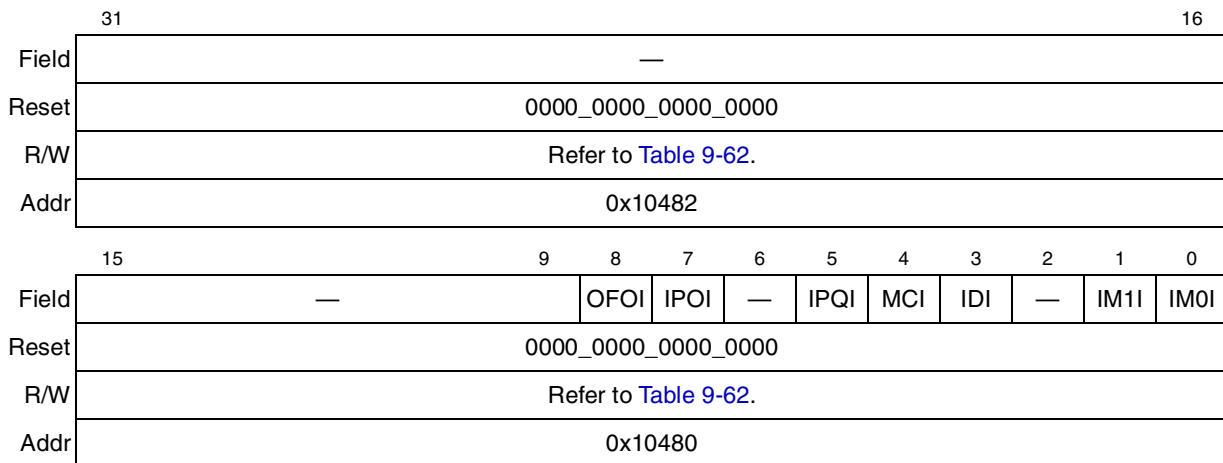 31 16
Field —
Reset 0000_0000_0000_0000
R/W Refer to Table 9-62.
Addr 0x10482
15 9 8 7 6 5 4 3 2 1 0
Field — OFOI IPOI — IPQI MCI IDI — IM1I IM0I
Reset 0000_0000_0000_0000
R/W Refer to Table 9-62.
Addr 0x10480